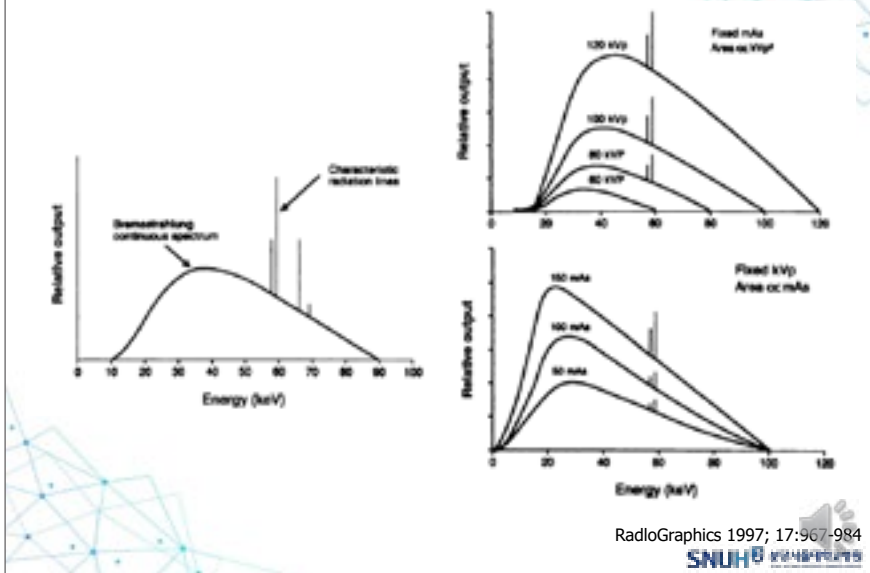 Relative output
Characteristic
radiation lines
Bremsstrahlung
continuous spectrum
0 10 20 30 40 50 60 70 80 90 100
Energy (keV)
Relative output
Fixed mAs
120 kVp
100 kVp
80 kVP
60 kVP
0 20 40 60 80 100 120
Relative output
Fixed kVp
Area ∝ mAs
150 mAs
100 mAs
50 mAs
0 20 40 60 80 100 120
Energy (keV)
RadloGraphics 1997; 17:967-984
SNUH